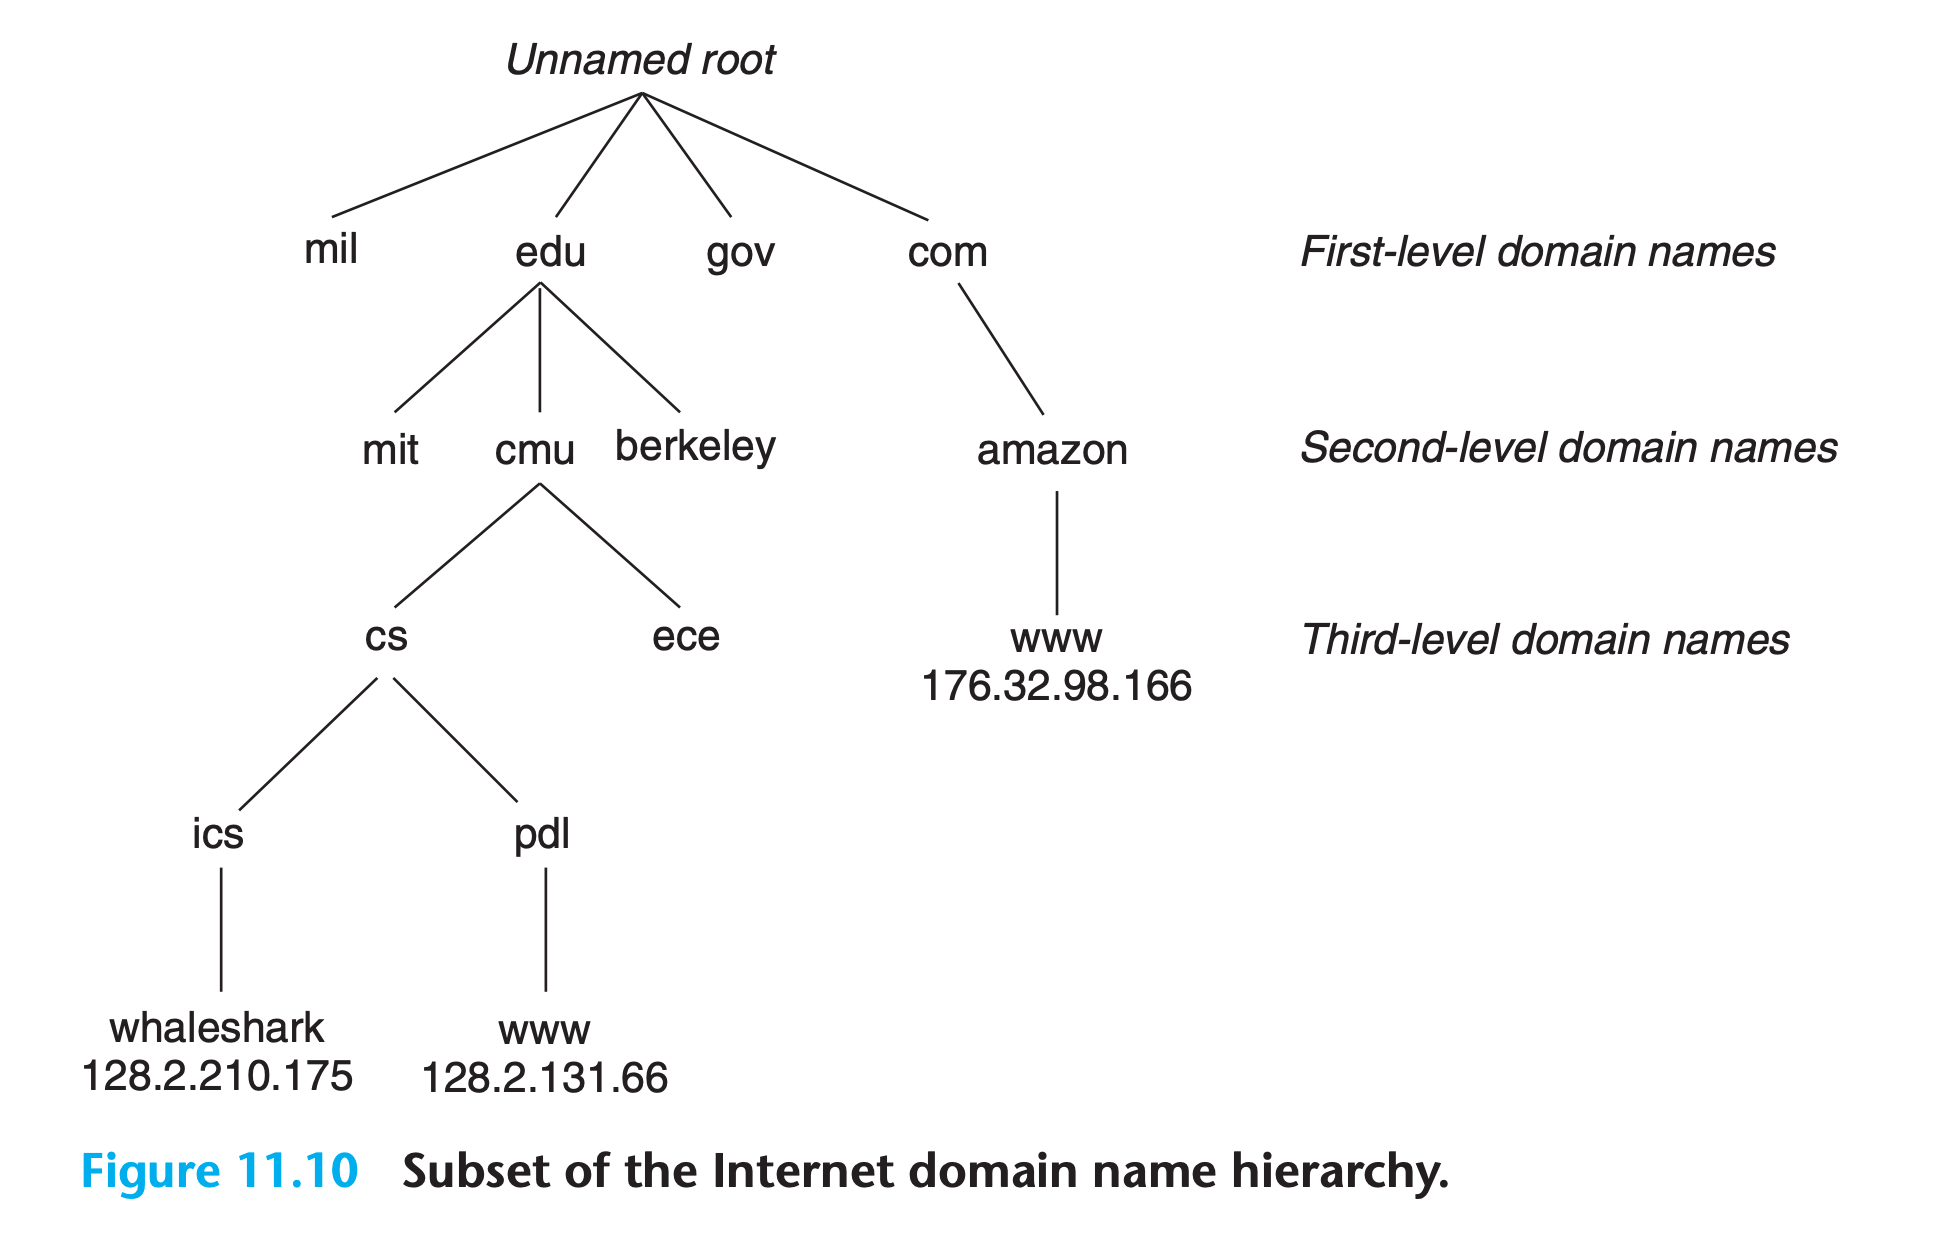 Unnamed root
mil edu gov com First-level domain names
mit cmu berkeley amazon Second-level domain names
cs ece www Third-level domain names
176.32.98.166
ics pdl
whaleshark www
128.2.210.175 128.2.131.66
Figure 11.10 Subset of the Internet domain name hierarchy.